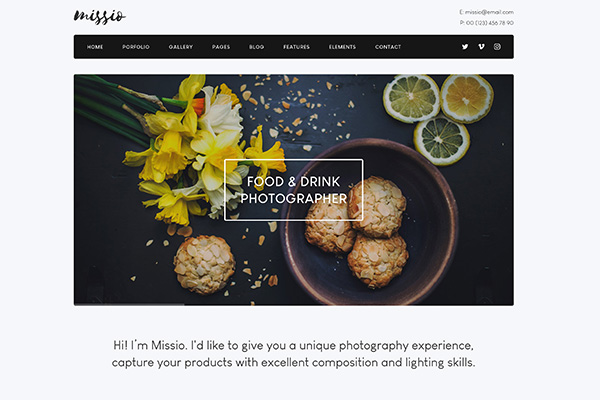 missio
E: missio@email.com
P: 00 (123) 456 78 90
HOME PORFOLIO GALLERY PAGES BLOG FEATURES ELEMENTS CONTACT
FOOD & DRINK
PHOTOGRAPHER
Hi! I'm Missio. I'd like to give you a unique photography experience,
capture your products with excellent composition and lighting skills.